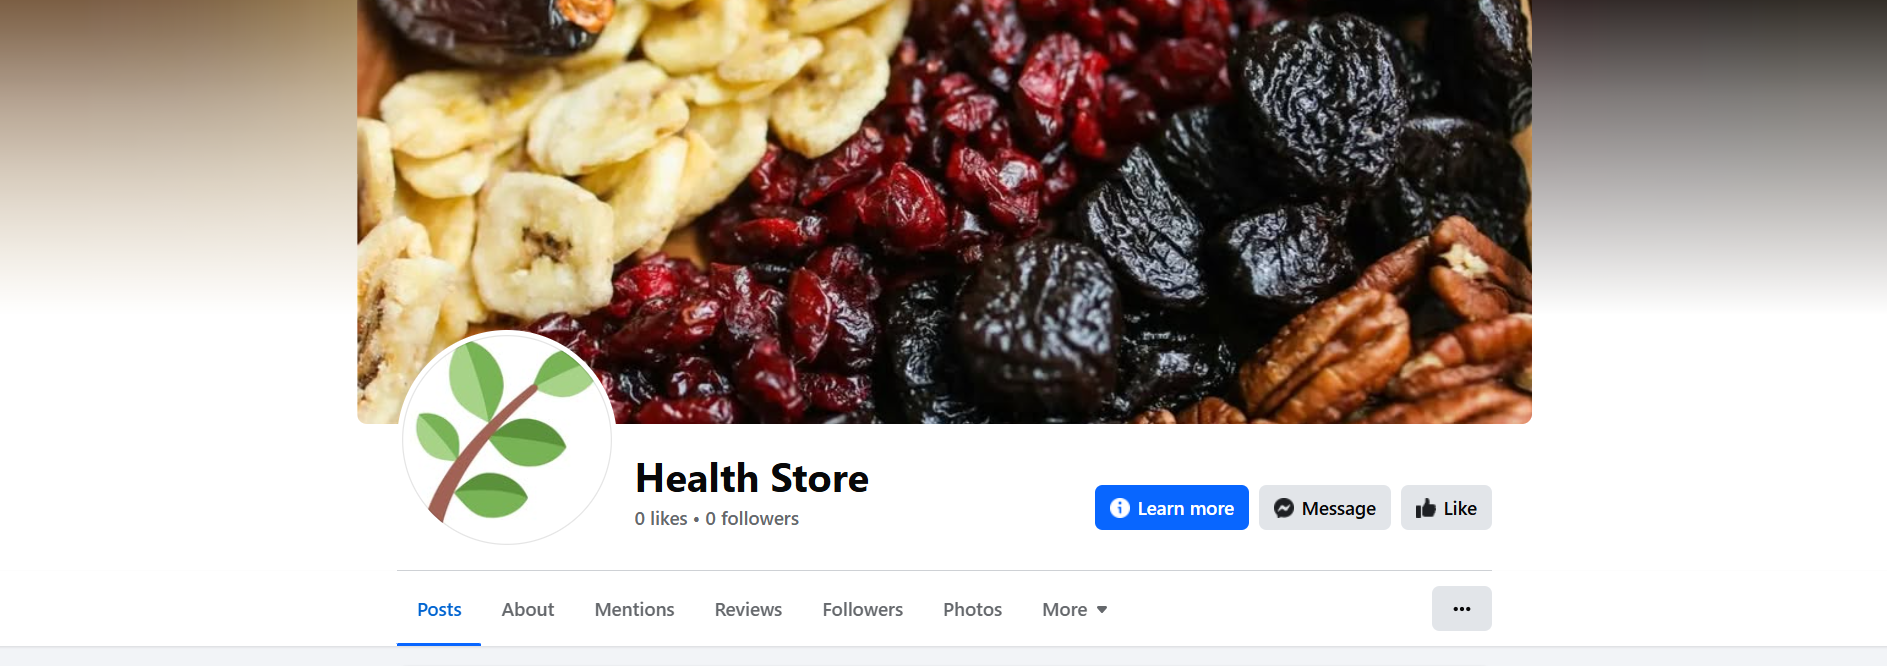 Health Store
0 likes • 0 followers
Learn more
Message
Like
Posts
About
Mentions
Reviews
Followers
Photos
More